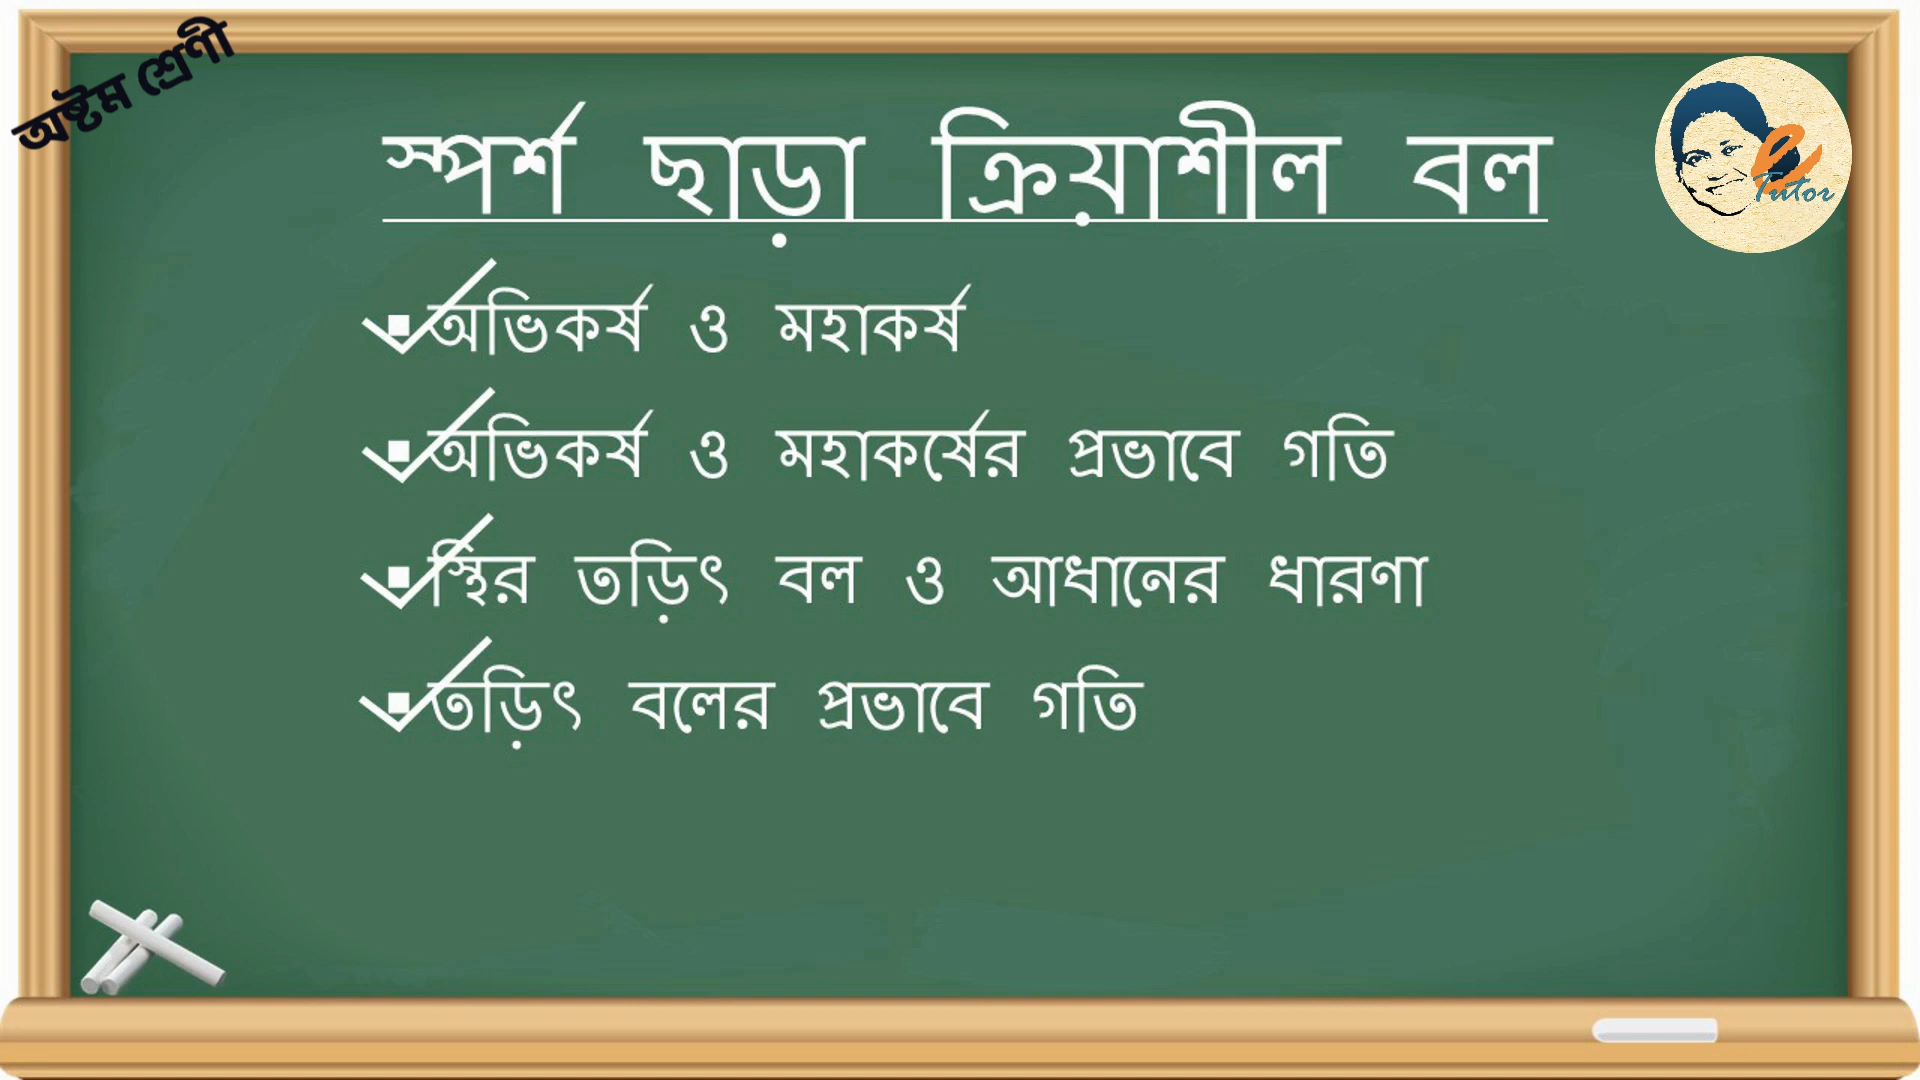 অষ্টম শ্রেণী
স্পর্শ ছাড়া ক্রিয়াশীল বল
e
Tutor
▪অভিকর্ষ ও মহাকর্ষ
▪অভিকর্ষ ও মহাকর্ষের প্রভাবে গতি
▪স্থির তড়িৎ বল ও আধানের ধারণা
▪তড়িৎ বলের প্রভাবে গতি